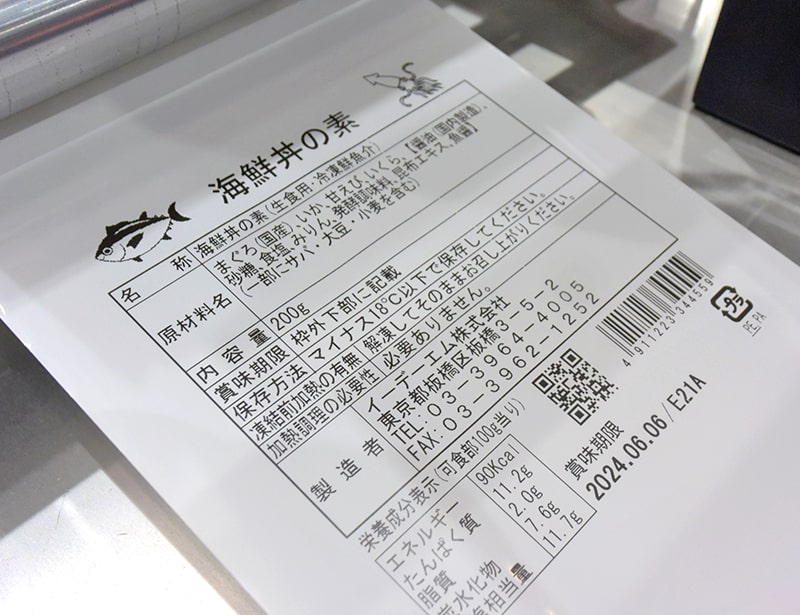 海鮮丼の素
名 称 海鮮丼の素(生食用・冷凍鮮魚介)
原材料名 まぐろ(国産)、いか、甘えび、いくら、【醤油(国内製造)、
砂糖、食塩、みりん、発酵調味料、昆布エキス、魚醤】
(一部にサバ・大豆・小麦を含む)
内容量 200g
賞味期限 枠外下部に記載
保存方法 マイナス18℃以下で保存してください。
凍結前加熱の有無 解凍してそのままお召し上がりください。
加熱調理の必要性 必要ありません。
製造者 イーデーエム株式会社
東京都板橋区板橋3-5-2
TEL:03-3964-4005
FAX:03-3962-1252
4 911223 344559
PE,PA
栄養成分表示(可食部100g当り)
エネルギー 90Kcal
たんぱく質 11.2g
脂質 2.0g
炭水化物 7.6g
相当量 11.7g
賞味期限
2024.06.06/E21A